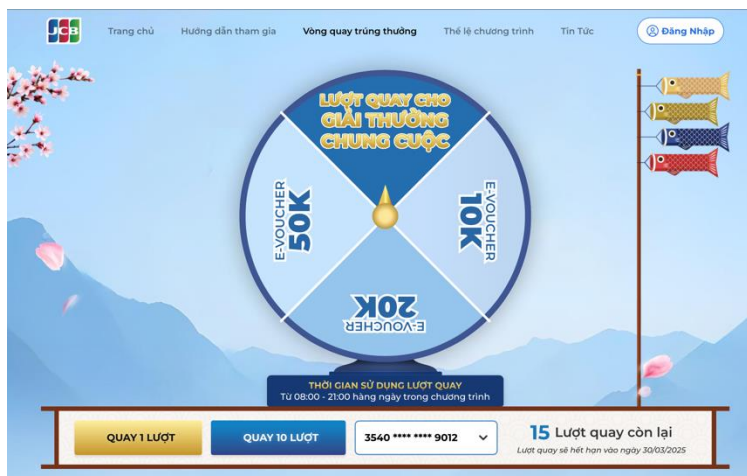 JCB
Trang chủ
Hướng dẫn tham gia
Vòng quay trúng thưởng
Thể lệ chương trình
Tin Tức
Đăng Nhập
LƯỢT QUAY CHO
GIẢI THƯỞNG
CHUNG CUỘC
E-VOUCHER
50K
E-VOUCHER
10K
E-VOUCHER
20K
THỜI GIAN SỬ DỤNG LƯỢT QUAY
Từ 08:00 - 21:00 hàng ngày trong chương trình
QUAY 1 LƯỢT
QUAY 10 LƯỢT
3540 **** **** 9012
15 Lượt quay còn lại
Lượt quay sẽ hết hạn vào ngày 30/03/2025